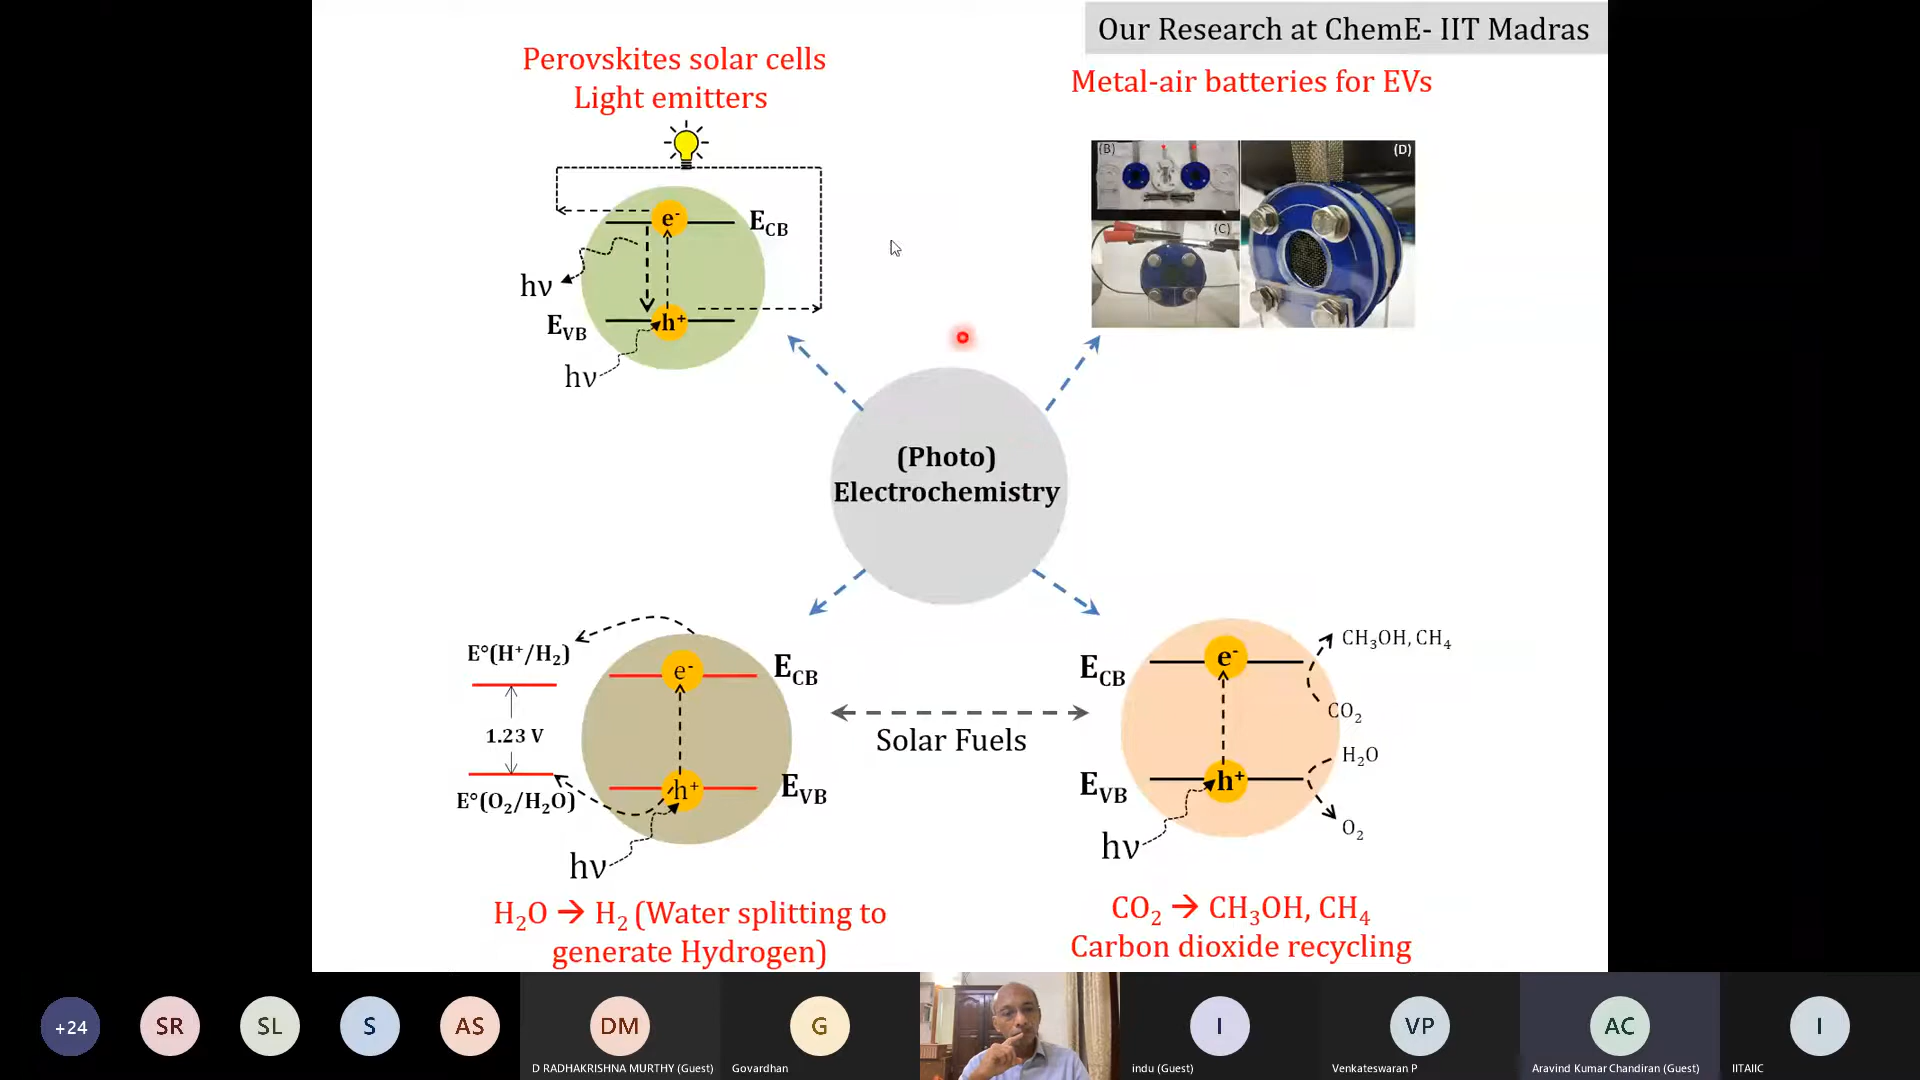 Our Research at ChemE- IIT Madras
Perovskites solar cells
Light emitters
Metal-air batteries for EVs
e⁻
E_CB
hν
E_VB
h⁺
hν
(B)
(C)
(D)
(Photo)
Electrochemistry
E°(H⁺/H₂)
1.23 V
E°(O₂/H₂O)
e⁻
E_CB
h⁺
E_VB
hν
Solar Fuels
E_CB
e⁻
CH₃OH, CH₄
CO₂
H₂O
E_VB
h⁺
O₂
hν
H₂O → H₂ (Water splitting to
generate Hydrogen)
CO₂ → CH₃OH, CH₄
Carbon dioxide recycling
+24
SR
SL
S
AS
DM
D RADHAKRISHNA MURTHY (Guest)
G
Govardhan
I
indu (Guest)
VP
Venkateswaran P
AC
Aravind Kumar Chandiran (Guest)
I
IITAIIC